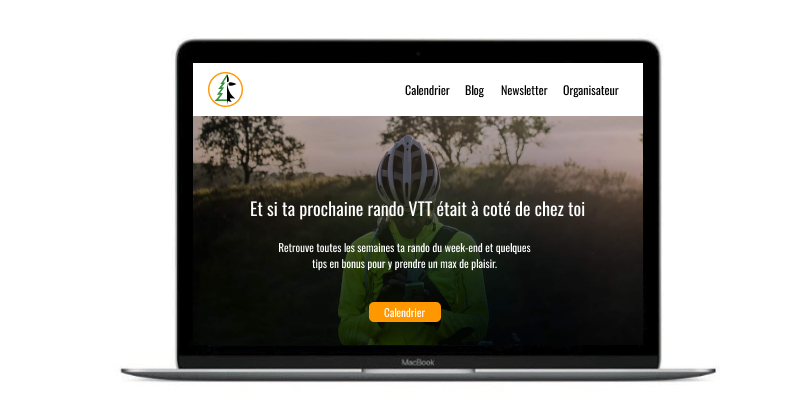 Calendrier Blog Newsletter Organisateur
Et si ta prochaine rando VTT était à coté de chez toi
Retrouve toutes les semaines ta rando du week-end et quelques
tips en bonus pour y prendre un max de plaisir.
Calendrier
MacBook